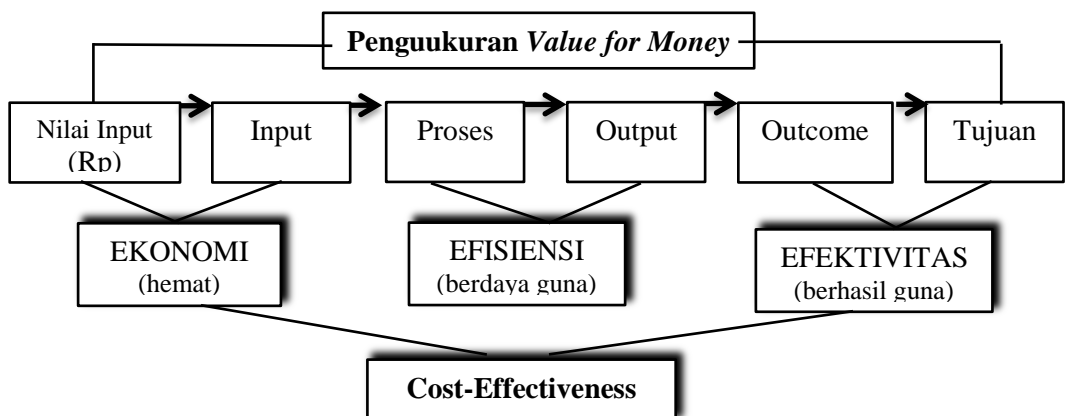 Penguukuran Value for Money
Nilai Input
(Rp)
Input
Proses
Output
Outcome
Tujuan
EKONOMI
(hemat)
EFISIENSI
(berdaya guna)
EFEKTIVITAS
(berhasil guna)
Cost-Effectiveness